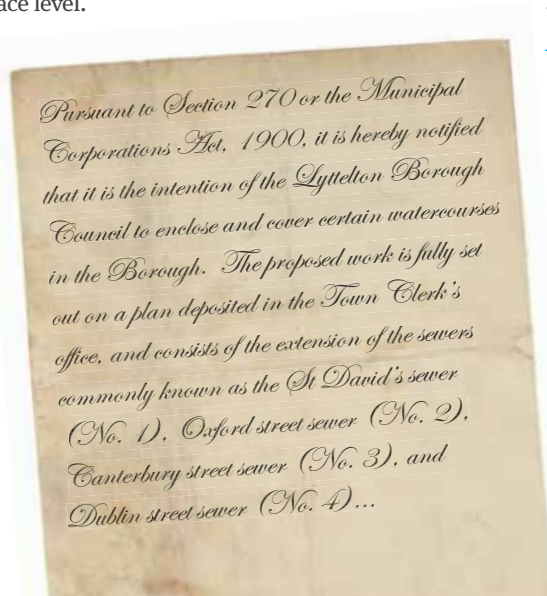 ace level.
Pursuant to Section 270 or the Municipal
Corporations Act, 1900, it is hereby notified
that it is the intention of the Lyttelton Borough
Council to enclose and cover certain watercourses
in the Borough. The proposed work is fully set
out on a plan deposited in the Town Clerk's
office, and consists of the extension of the sewers
commonly known as the St David's sewer
(No. 1), Oxford street sewer (No. 2),
Canterbury street sewer (No. 3), and
Dublin street sewer (No. 4)...